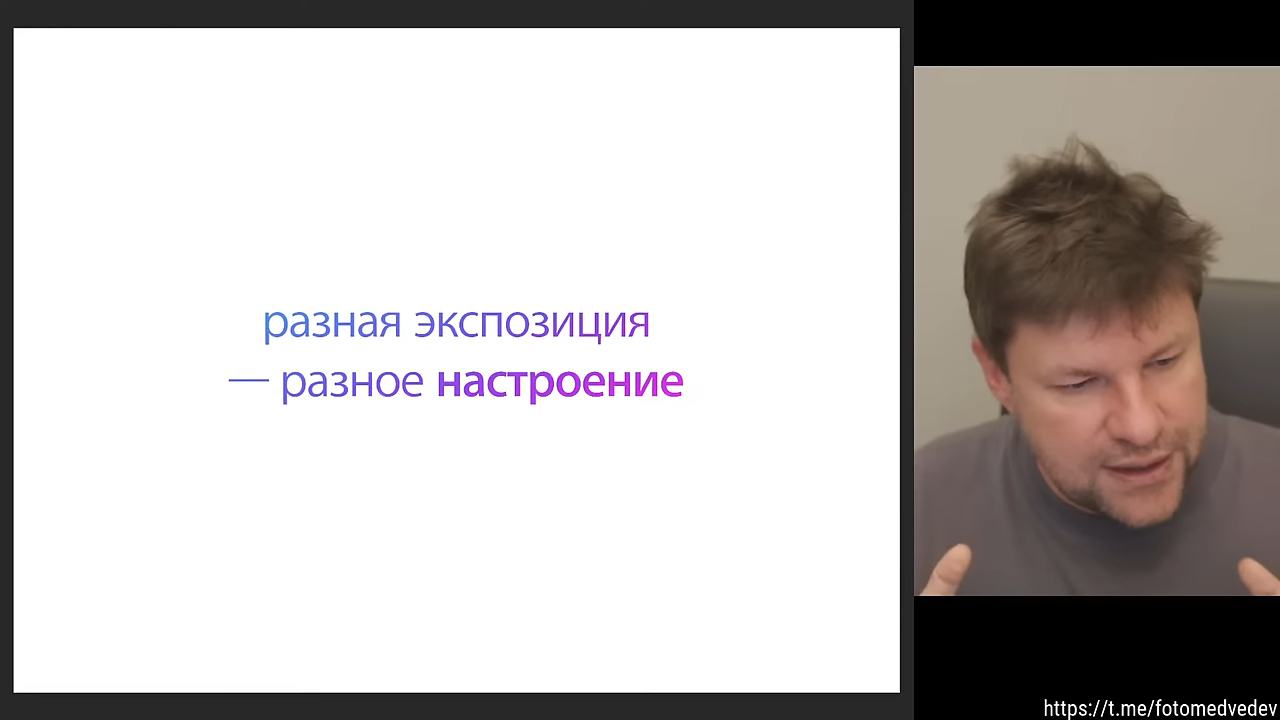 разная экспозиция
— разное настроение
https://t.me/fotomedvedev